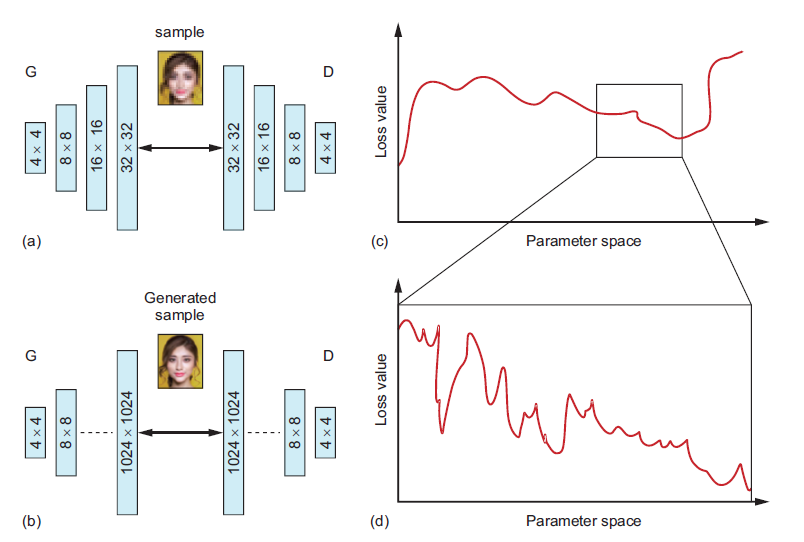 sample
G
D
4 × 4
8 × 8
16 × 16
32 × 32
32 × 32
16 × 16
8 × 8
4 × 4
(a)
Loss value
Parameter space
(c)
Generated
sample
G
D
4 × 4
8 × 8
1024 × 1024
1024 × 1024
8 × 8
4 × 4
(b)
Loss value
Parameter space
(d)